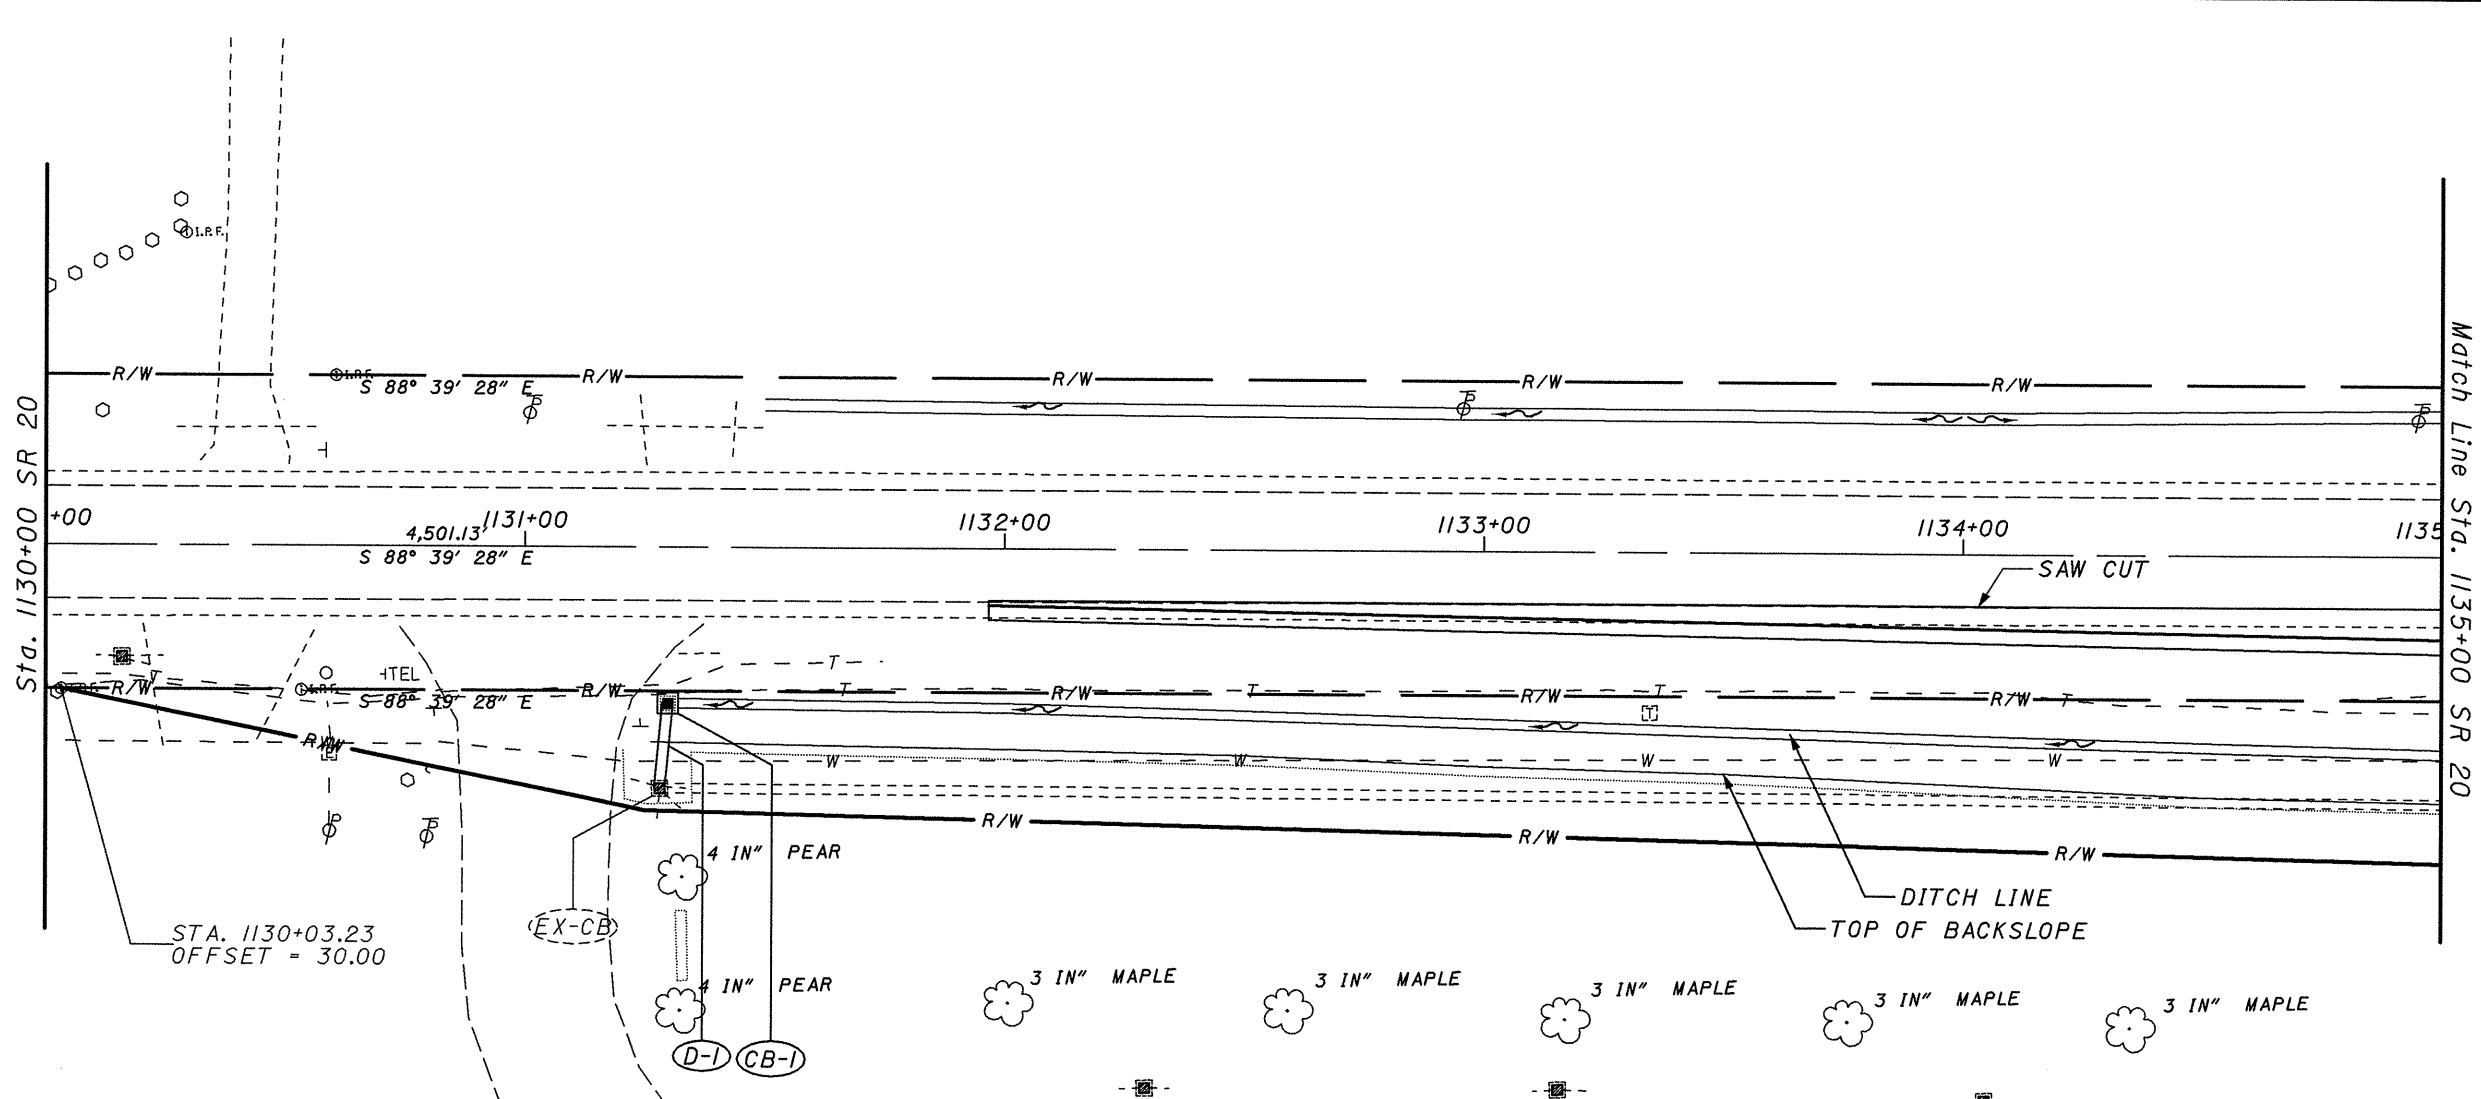 I.P.F.
R/W
I.P.F.
S 88° 39' 28" E
R/W
R/W
R/W
R/W
P
P
P
Sta. 1130+00 SR 20
Match Line Sta. 1135+00 SR 20
+00
1131+00
1132+00
1133+00
1134+00
1135
4,501.13'
S 88° 39' 28" E
SAW CUT
T
TEL
T
R/W
I.P.F.
S 88° 39' 28" E
R/W
T
R/W
T
R/W
T
R/W
T
T
R/W
E
W
W
W
W
P
P
R/W
R/W
R/W
4 IN" PEAR
DITCH LINE
TOP OF BACKSLOPE
EX-CB
STA. 1130+03.23
OFFSET = 30.00
4 IN" PEAR
3 IN" MAPLE
3 IN" MAPLE
3 IN" MAPLE
3 IN" MAPLE
3 IN" MAPLE
D-1
CB-1